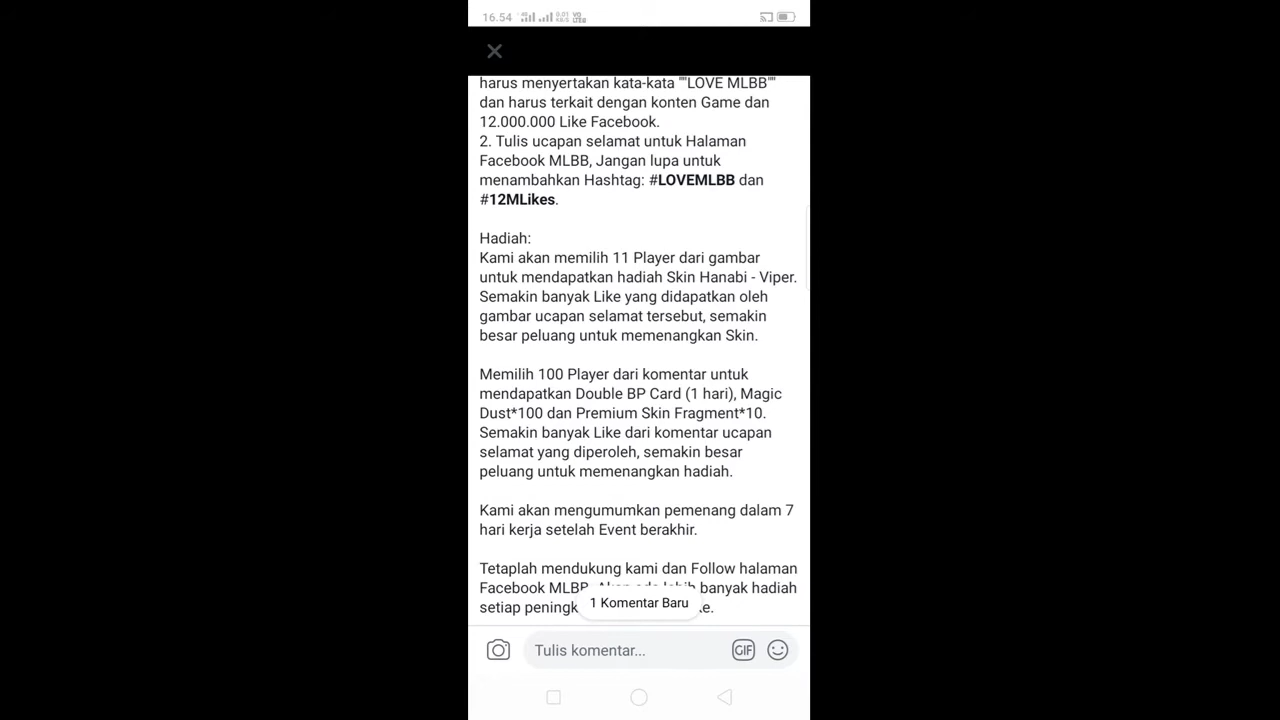 16.54
harus menyertakan kata-kata ""LOVE MLBB""
dan harus terkait dengan konten Game dan
12.000.000 Like Facebook.
2. Tulis ucapan selamat untuk Halaman
Facebook MLBB, Jangan lupa untuk
menambahkan Hashtag: #LOVEMLBB dan
#12MLikes.
Hadiah:
Kami akan memilih 11 Player dari gambar
untuk mendapatkan hadiah Skin Hanabi - Viper.
Semakin banyak Like yang didapatkan oleh
gambar ucapan selamat tersebut, semakin
besar peluang untuk memenangkan Skin.
Memilih 100 Player dari komentar untuk
mendapatkan Double BP Card (1 hari), Magic
Dust*100 dan Premium Skin Fragment*10.
Semakin banyak Like dari komentar ucapan
selamat yang diperoleh, semakin besar
peluang untuk memenangkan hadiah.
Kami akan mengumumkan pemenang dalam 7
hari kerja setelah Event berakhir.
Tetaplah mendukung kami dan Follow halaman
Facebook MLBB. Akan ada lebih banyak hadiah
setiap
1 Komentar Baru
Tulis komentar...
GIF